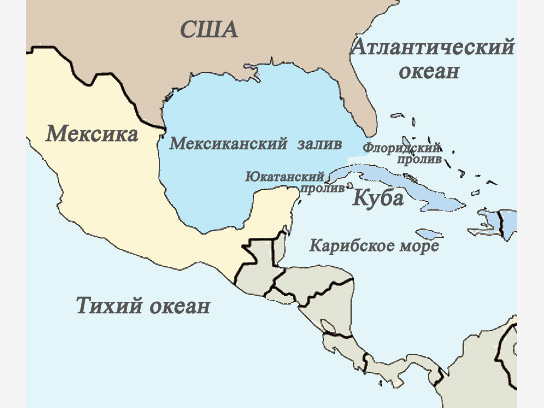 США
Атлантический
океан
Мексика
Мексиканский залив
Флоридский
пролив
Юкатанский
пролив
Куба
Карибское море
Тихий океан